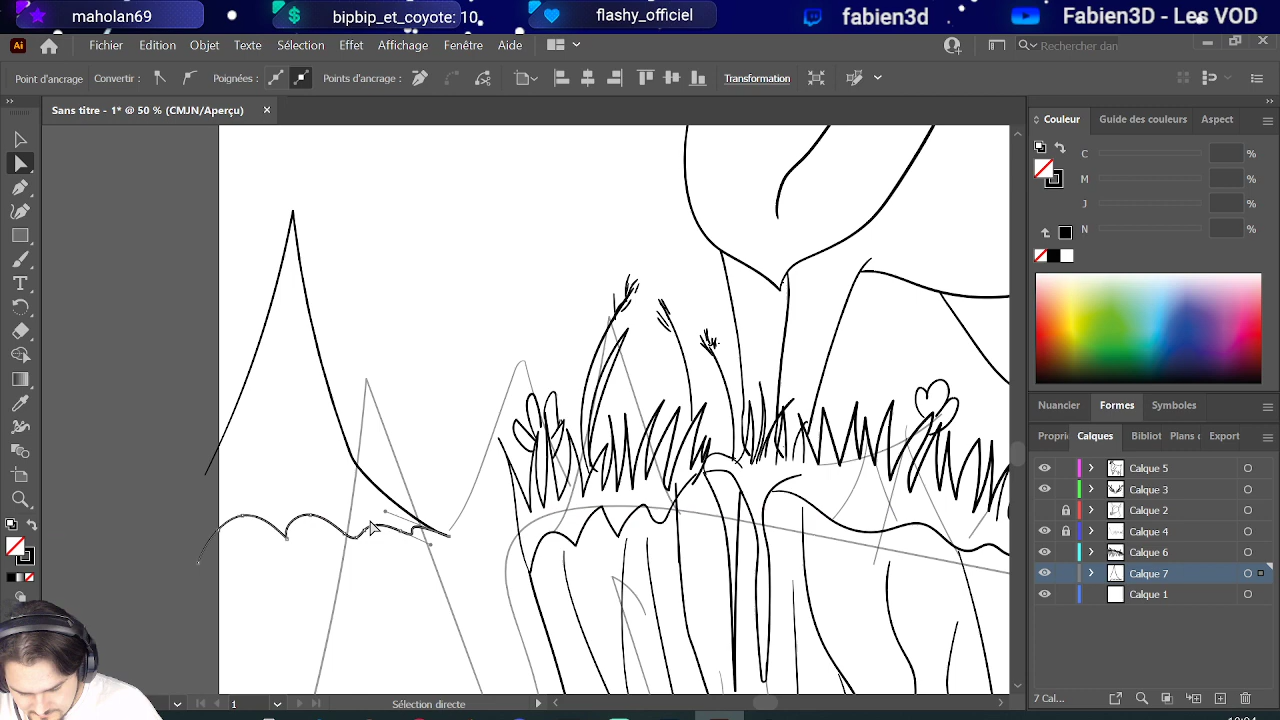 maholan69
bipbip_et_coyote: 10
flashy_officiel
fabien3d
Fabien3D - Les VOD
Ai
Fichier Edition Objet Texte Sélection Effet Affichage Fenêtre Aide
Rechercher dan
Point d'ancrage Convertir : Poignées : Points d'ancrage : Transformation
Sans titre - 1* @ 50 % (CMJN/Aperçu) ×
Couleur Guide des couleurs Aspect
C %
M %
J %
N %
Nuancier Formes Symboles
Propri Calques Bibliot Plans d Export
Calque 5
Calque 3
Calque 2
Calque 4
Calque 6
Calque 7
Calque 1
1
Sélection directe
7 Cal...